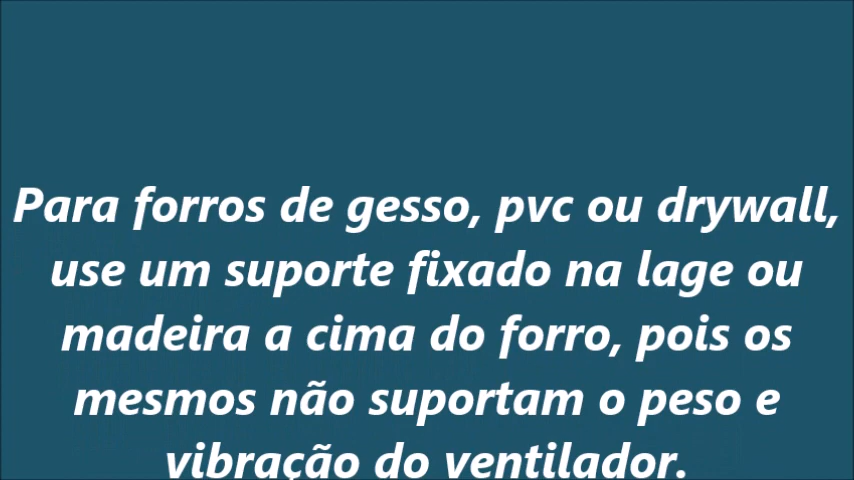 Para forros de gesso, pvc ou drywall,
use um suporte fixado na lage ou
madeira a cima do forro, pois os
mesmos não suportam o peso e
vibração do ventilador.